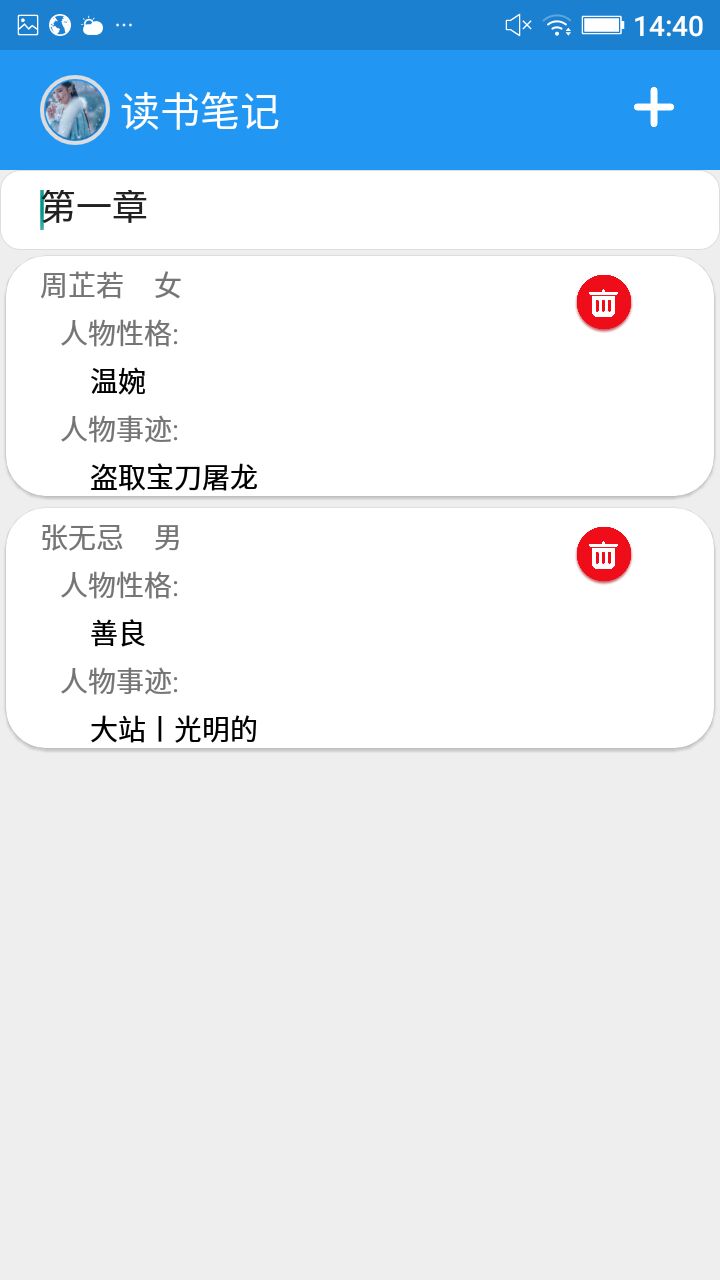 14:40
读书笔记
第一章
周芷若 女
人物性格:
温婉
人物事迹:
盗取宝刀屠龙
张无忌 男
人物性格:
善良
人物事迹:
大站丨光明的